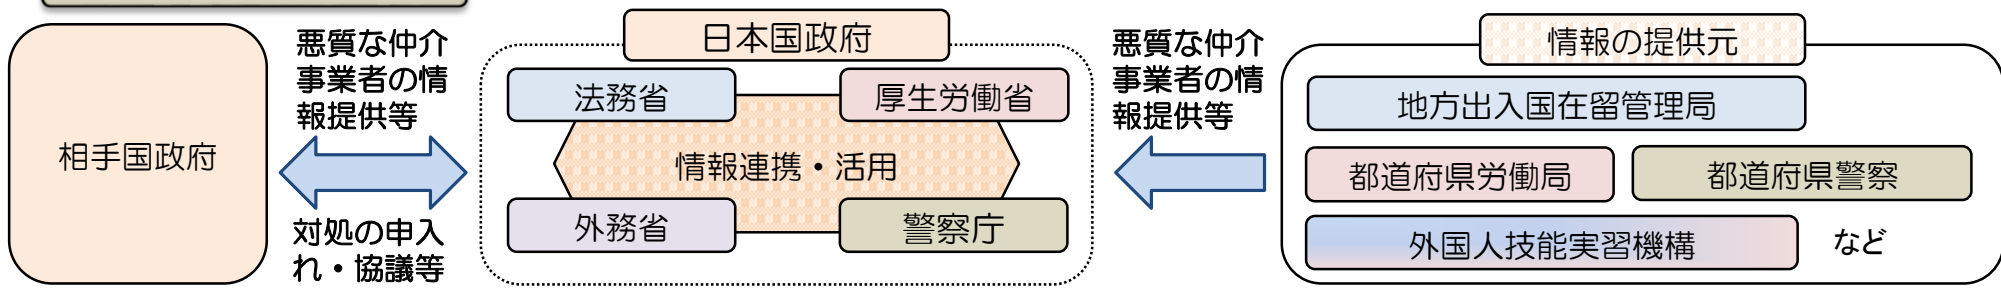 相手国政府
悪質な仲介
事業者の情
報提供等
対処の申入
れ・協議等
日本国政府
法務省
厚生労働省
情報連携・活用
外務省
警察庁
悪質な仲介
事業者の情
報提供等
情報の提供元
地方出入国在留管理局
都道府県労働局
都道府県警察
外国人技能実習機構
など